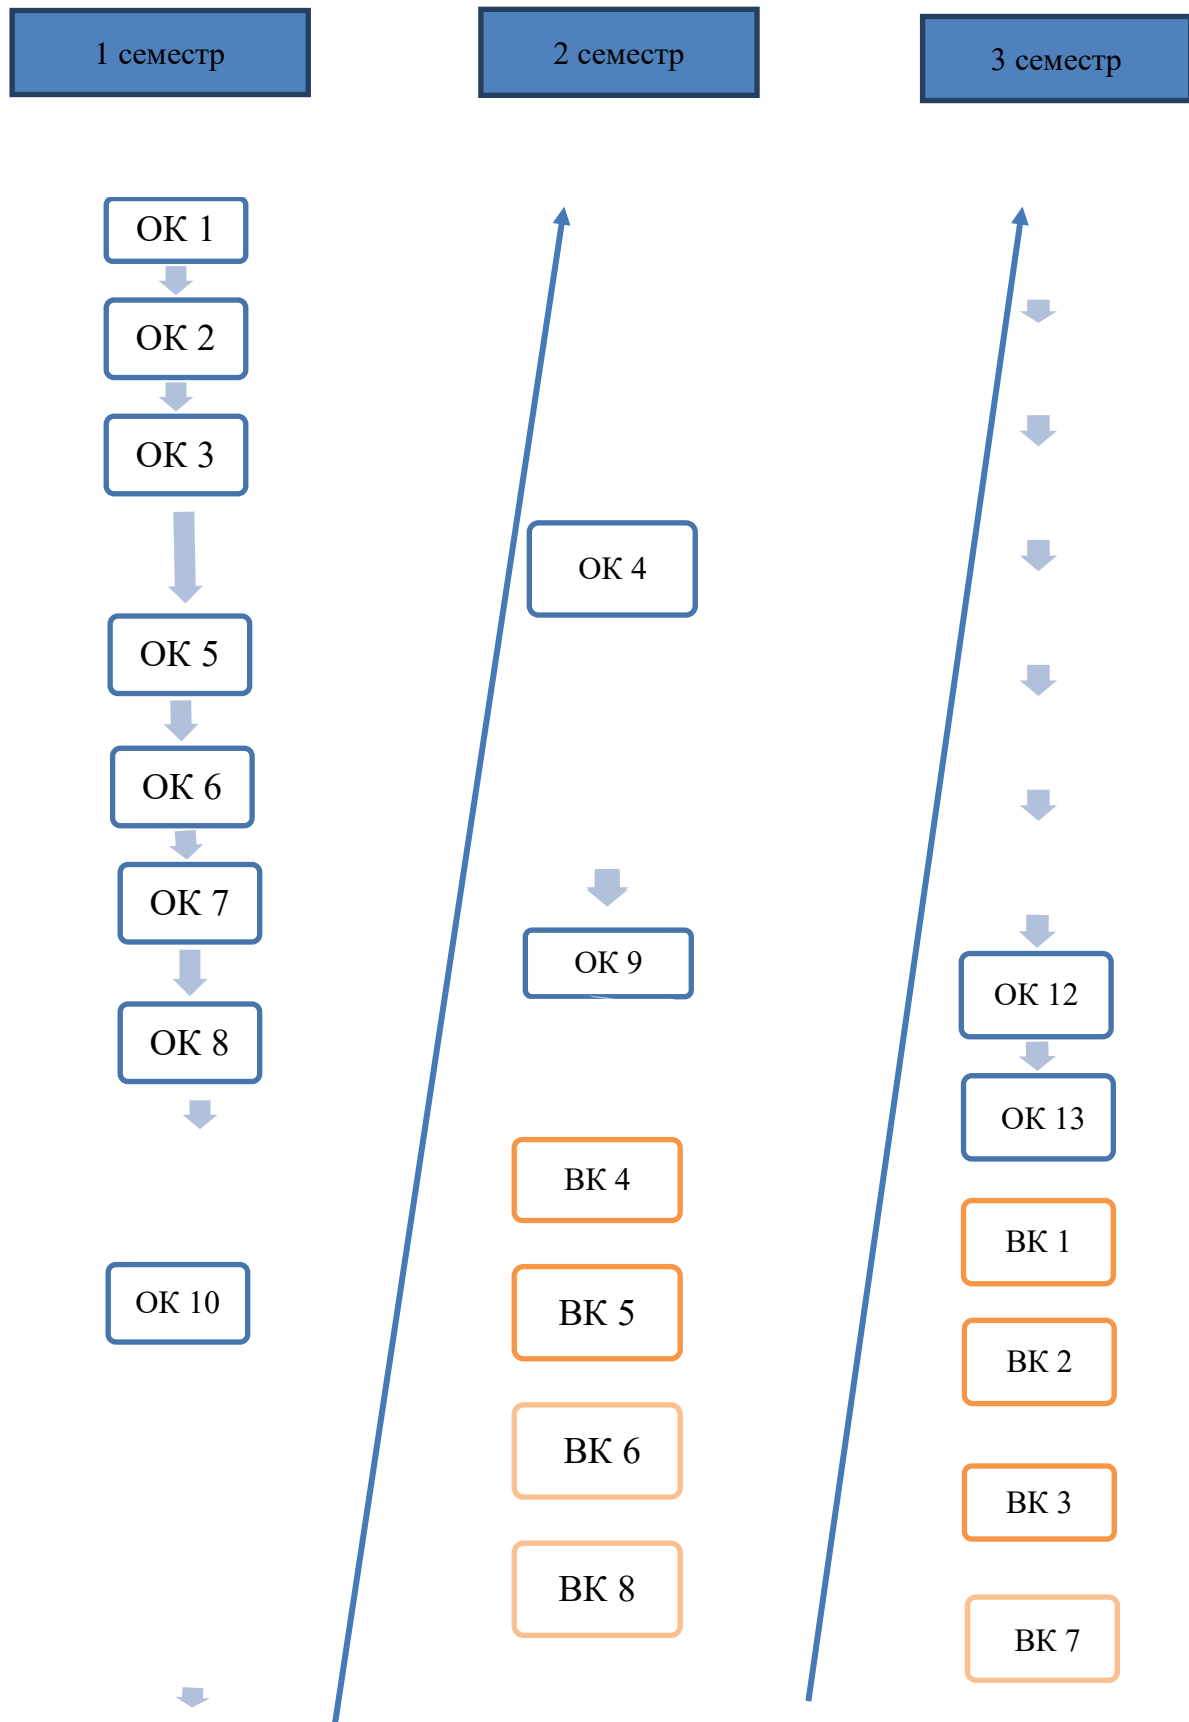 1 семестр
2 семестр
3 семестр
ОК 1
ОК 2
ОК 3
ОК 5
ОК 6
ОК 7
ОК 8
ОК 10
ОК 4
ОК 9
ВК 4
ВК 5
ВК 6
ВК 8
ОК 12
ОК 13
ВК 1
ВК 2
ВК 3
ВК 7